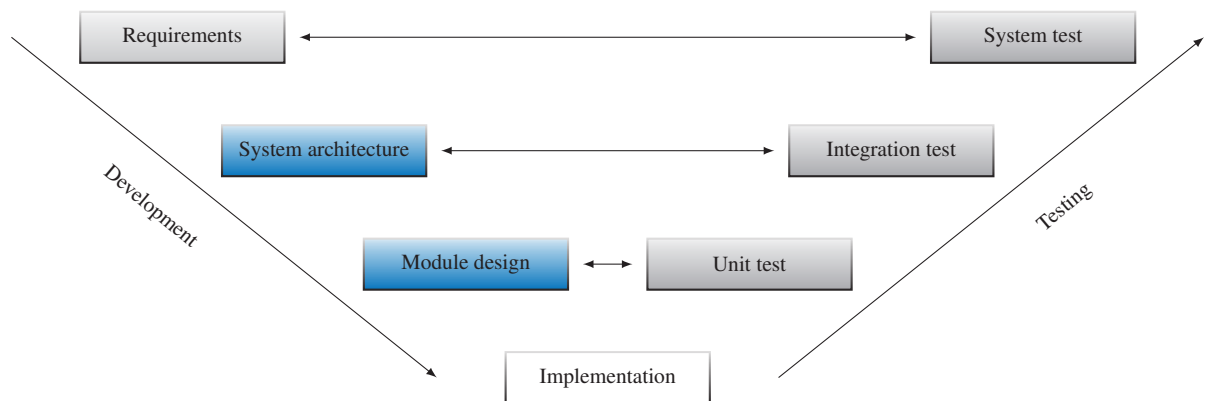 Requirements
System test
System architecture
Integration test
Development
Testing
Module design
Unit test
Implementation